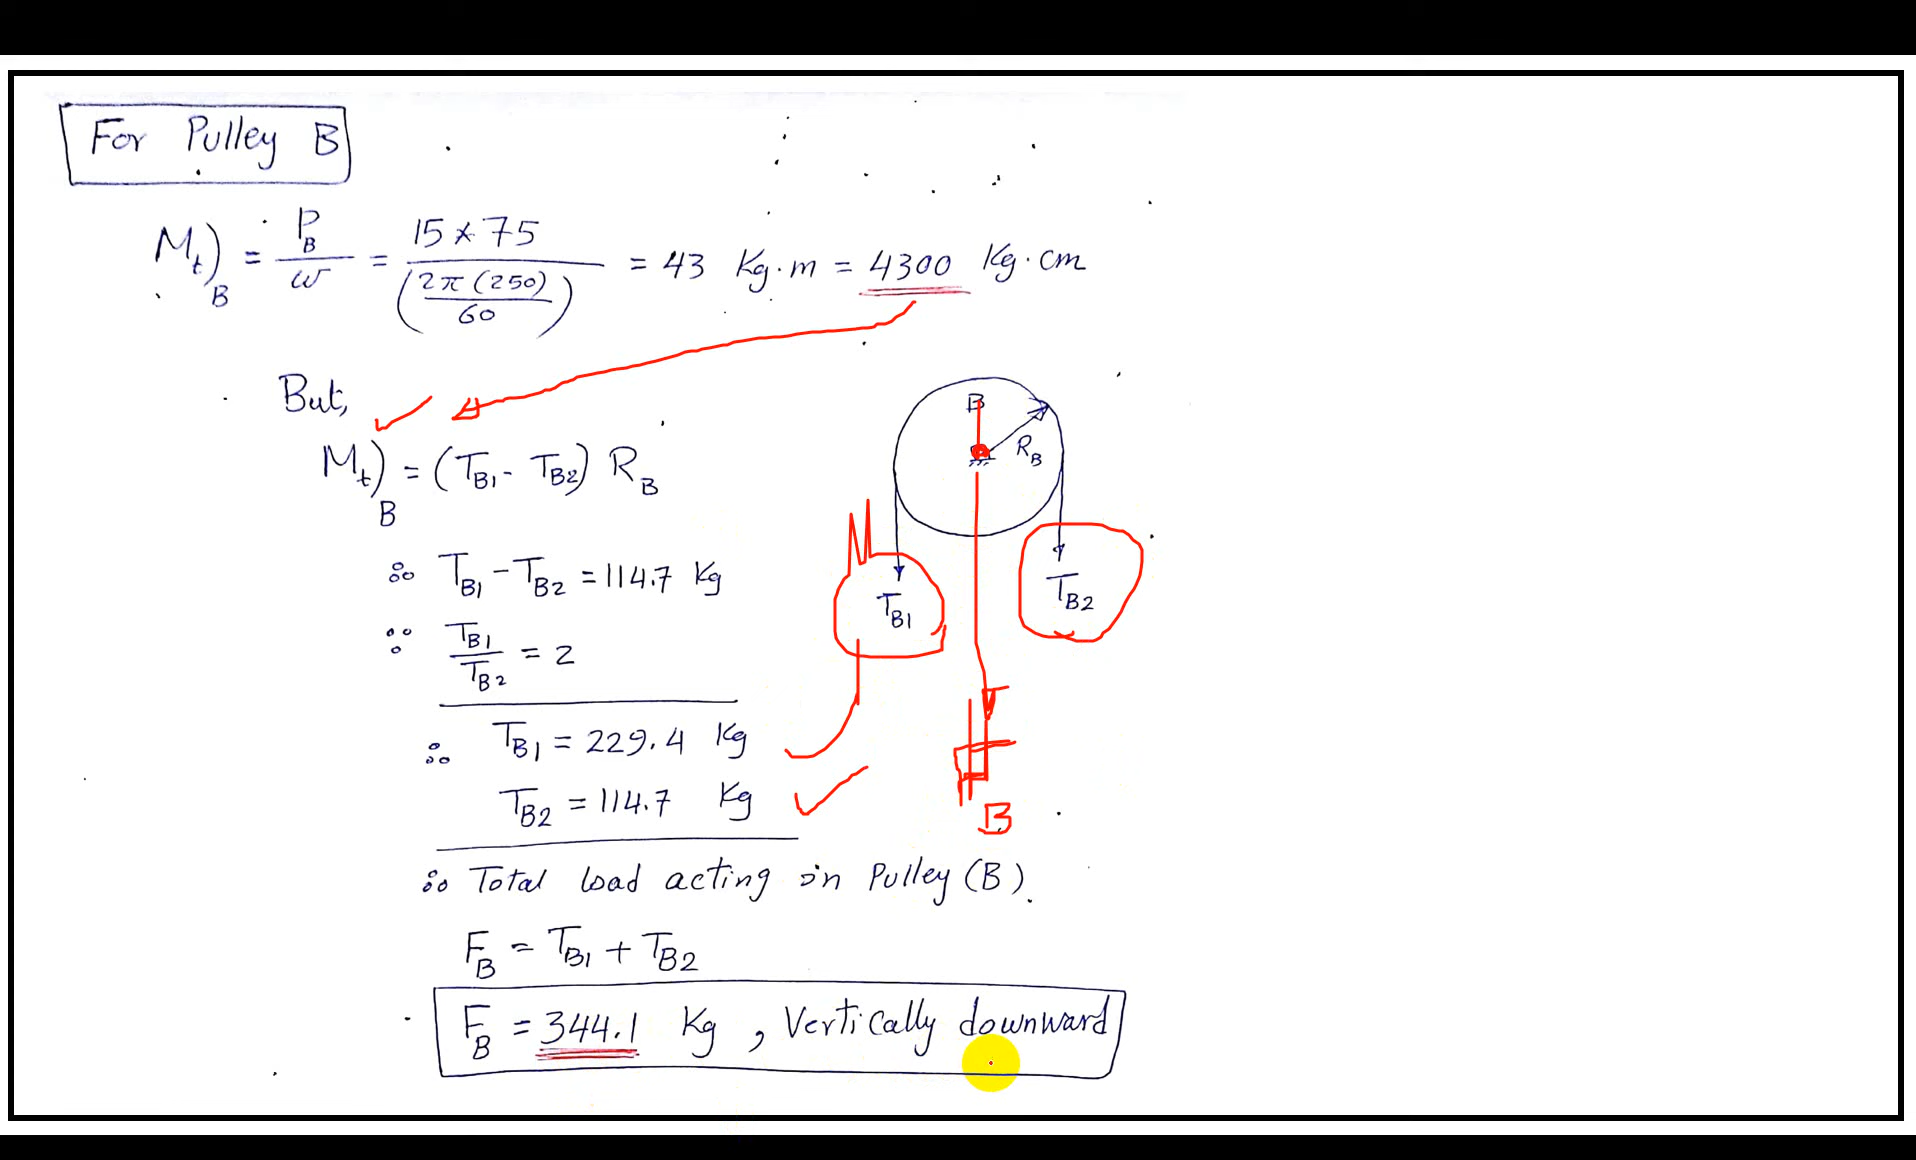 For Pulley B
Mt)B = PB/ω = 15 × 75 / (2π(250)/60) = 43 Kg·m = 4300 Kg·cm
But,
Mt)B = (TB1 - TB2) RB
B
RB
∴ TB1 - TB2 = 114.7 Kg
TB1
TB2
∵ TB1/TB2 = 2
∴ TB1 = 229.4 Kg
TB2 = 114.7 Kg
B
∴ Total load acting on Pulley (B).
FB = TB1 + TB2
FB = 344.1 Kg, Vertically downward